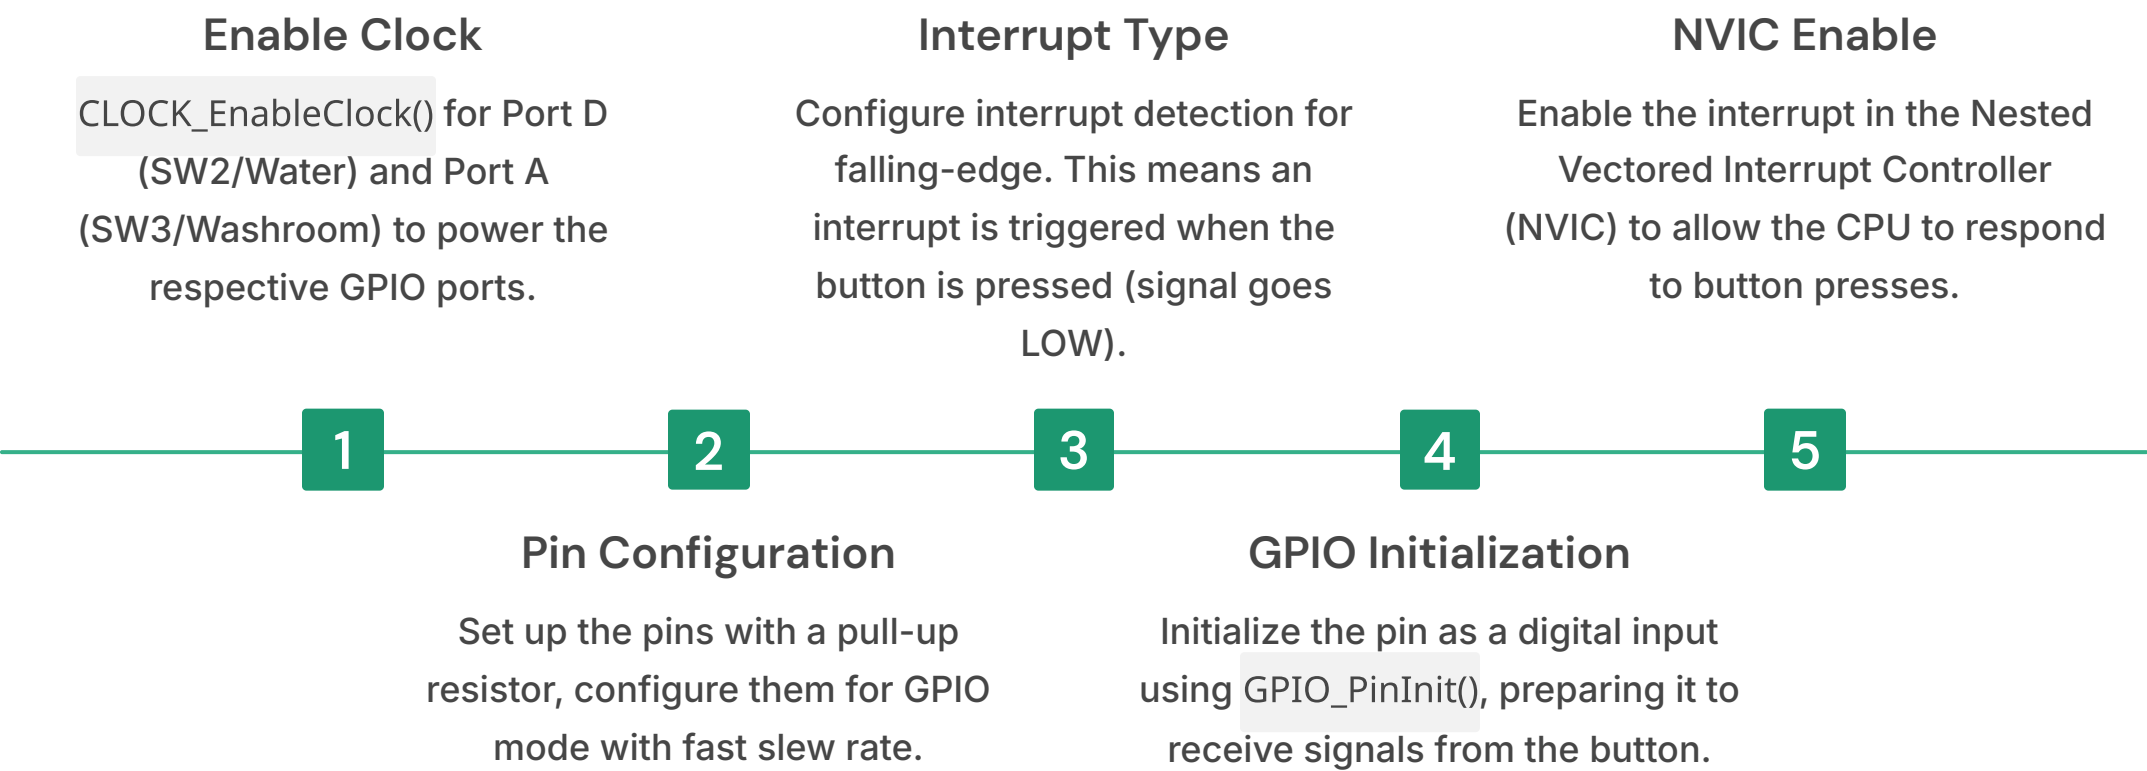 Enable Clock
CLOCK_EnableClock() for Port D
(SW2/Water) and Port A
(SW3/Washroom) to power the
respective GPIO ports.
Interrupt Type
Configure interrupt detection for
falling-edge. This means an
interrupt is triggered when the
button is pressed (signal goes
LOW).
NVIC Enable
Enable the interrupt in the Nested
Vectored Interrupt Controller
(NVIC) to allow the CPU to respond
to button presses.
1
2
3
4
5
Pin Configuration
Set up the pins with a pull-up
resistor, configure them for GPIO
mode with fast slew rate.
GPIO Initialization
Initialize the pin as a digital input
using GPIO_PinInit(), preparing it to
receive signals from the button.